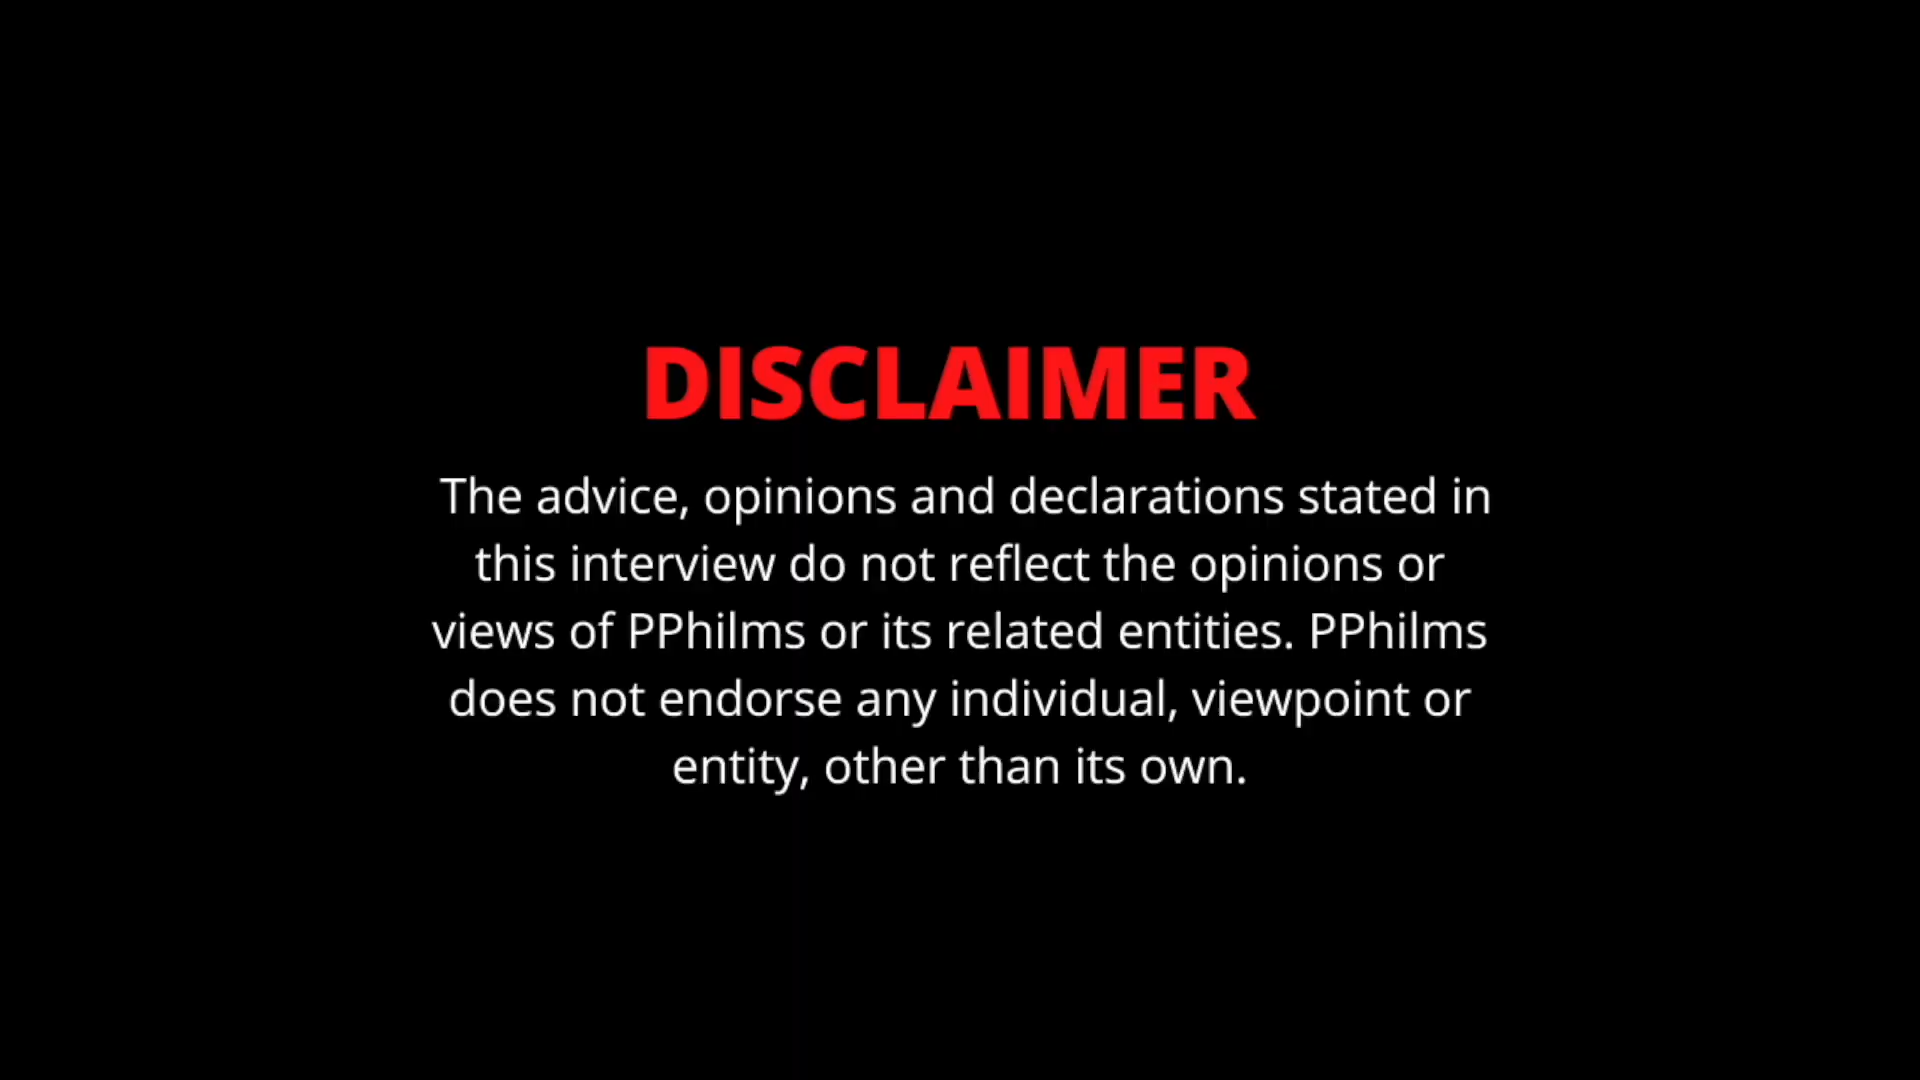 DISCLAIMER
The advice, opinions and declarations stated in
this interview do not reflect the opinions or
views of PPhilms or its related entities. PPhilms
does not endorse any individual, viewpoint or
entity, other than its own.